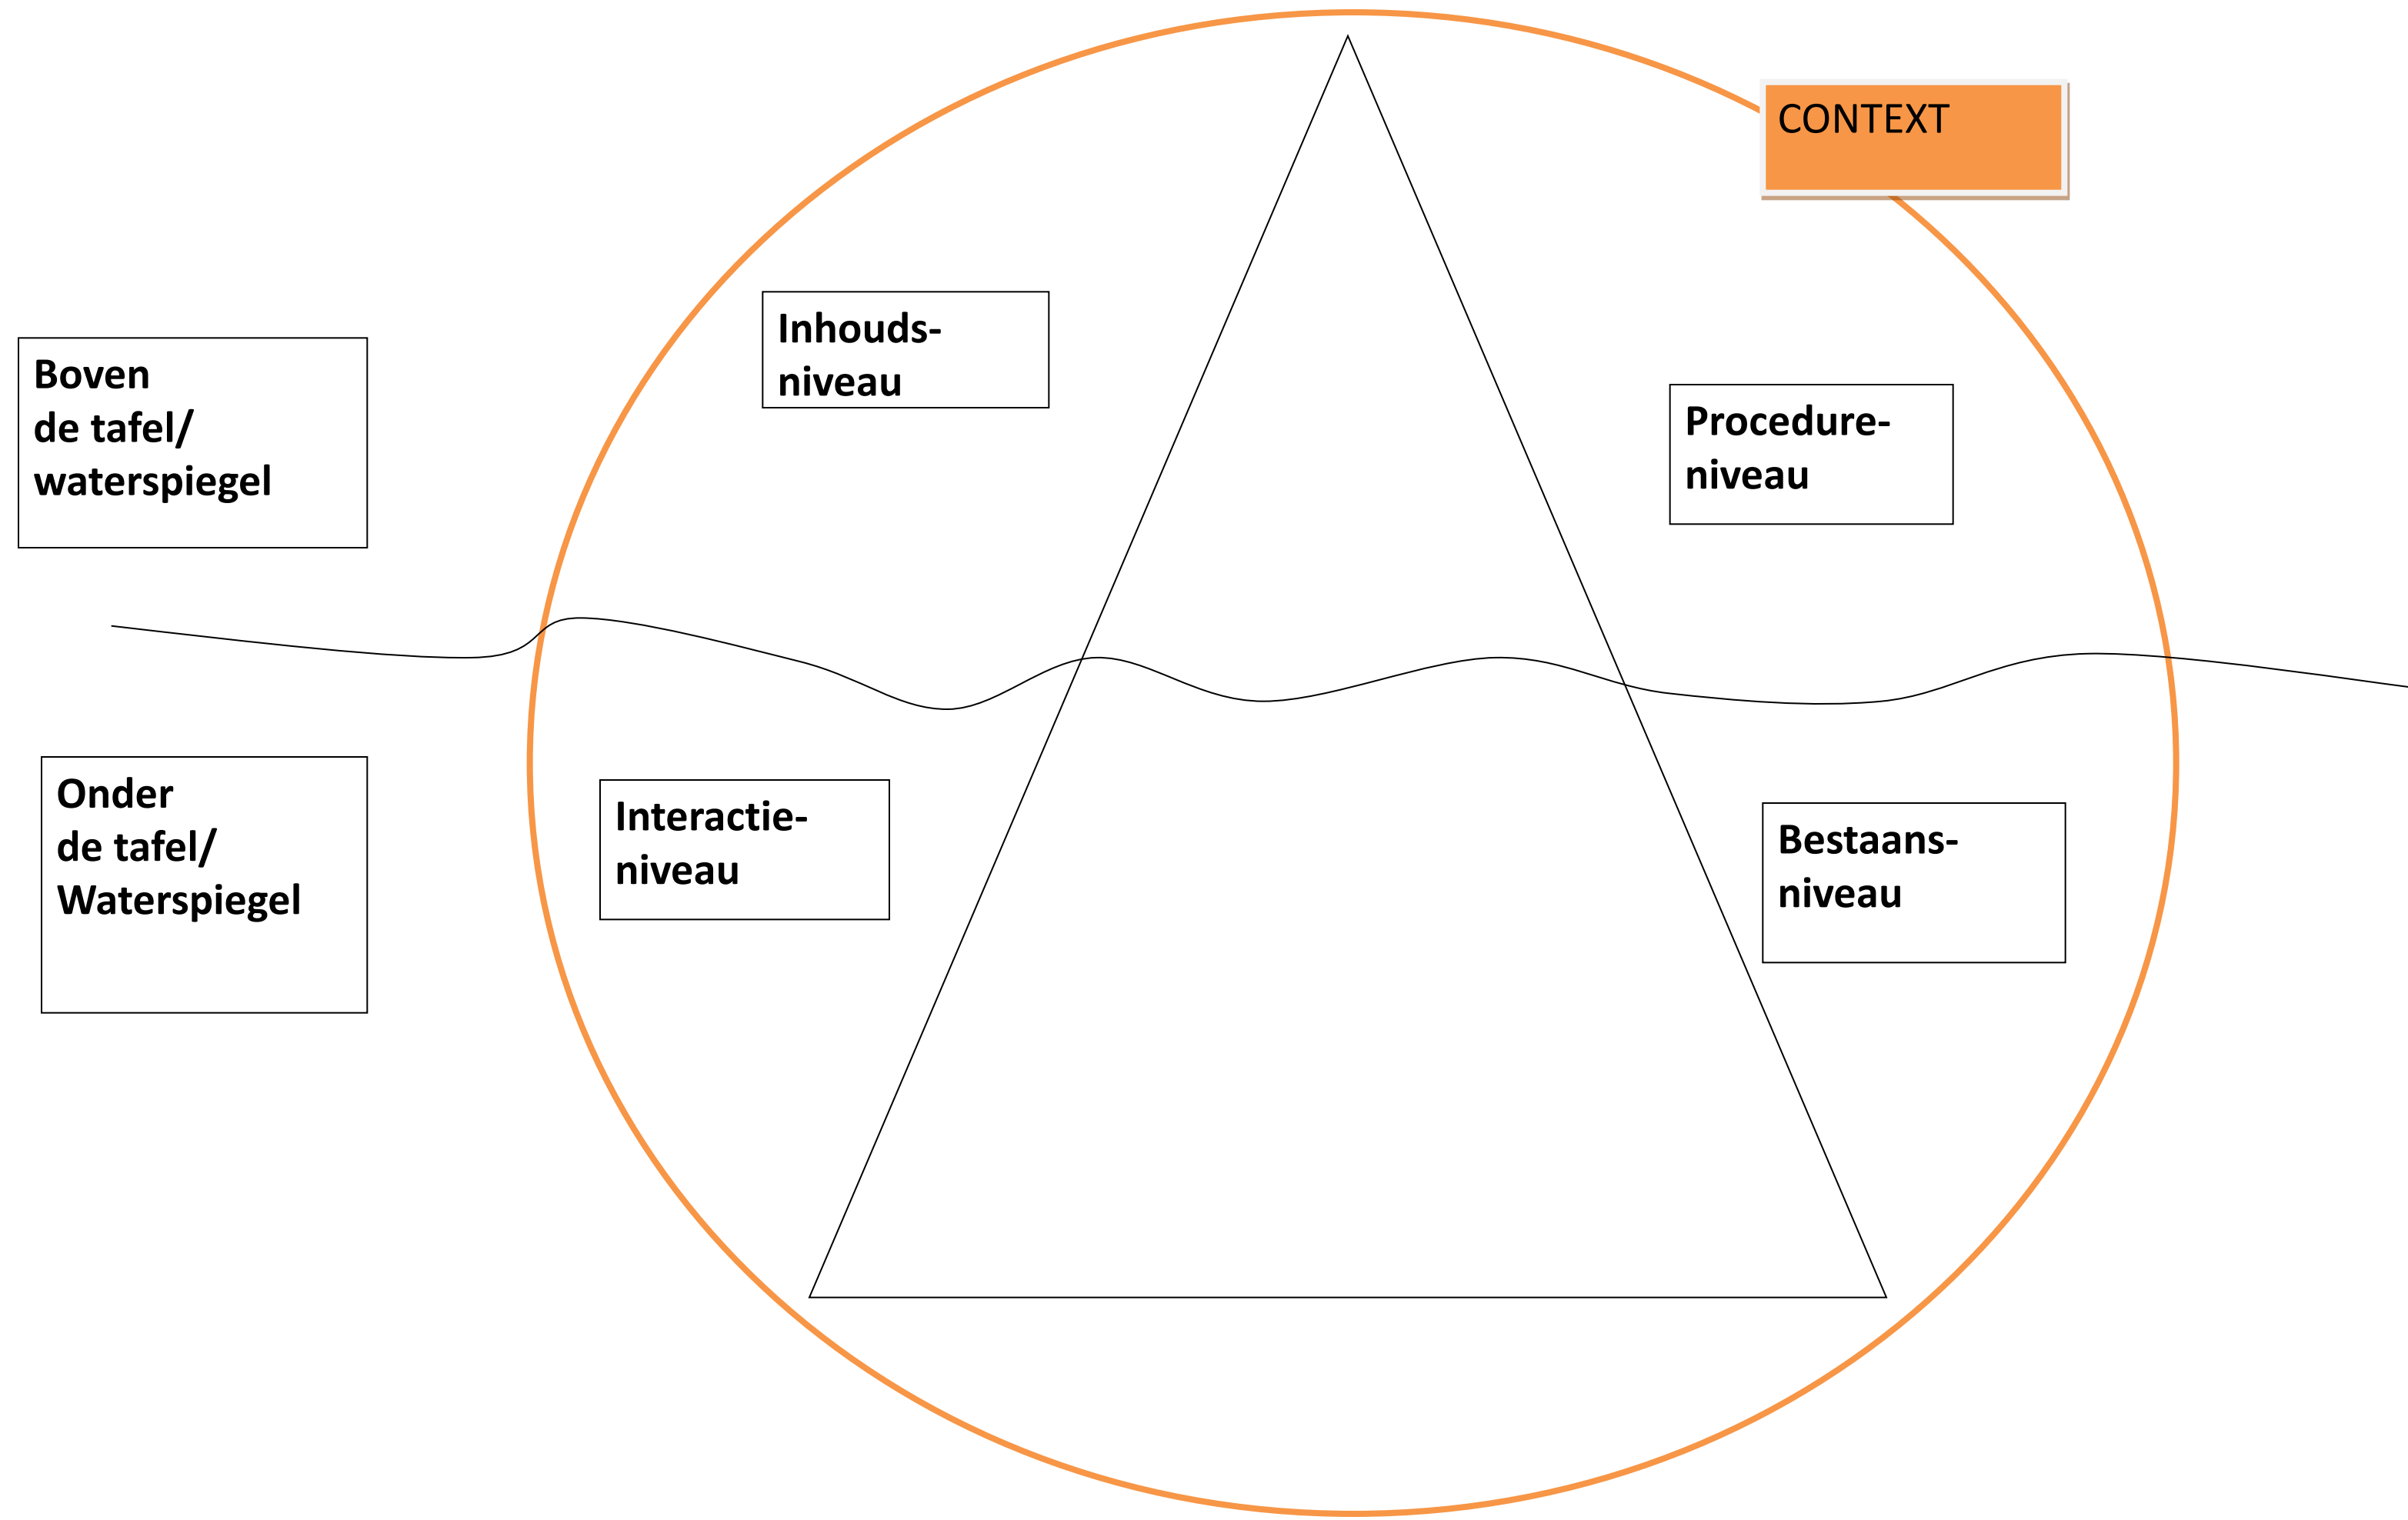 CONTEXT
Inhouds-
niveau
Boven
de tafel/
waterspiegel
Procedure-
niveau
Onder
de tafel/
Waterspiegel
Interactie-
niveau
Bestaans-
niveau